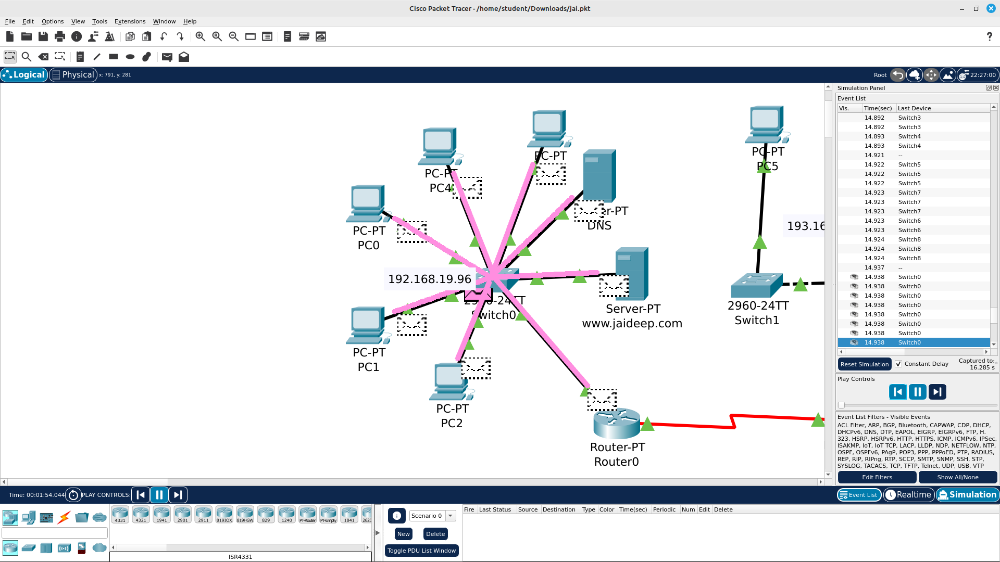 Cisco Packet Tracer - /home/student/Downloads/jai.pkt
File Edit Options View Tools Extensions Window Help
?
Logical Physical x: 791, y: 281 Root 22:27:00
PC-PT
PC4
PC-PT
PC-PT
PC0
er-PT
DNS
PC-PT
PC5
193.16
192.168.19.96
2960-24TT
Switch0
Server-PT
www.jaideep.com
2960-24TT
Switch1
PC-PT
PC1
PC-PT
PC2
Router-PT
Router0
Simulation Panel
Event List
Vis. Time(sec) Last Device
14.892 Switch3
14.892 Switch3
14.893 Switch4
14.893 Switch4
14.921 --
14.922 Switch5
14.922 Switch5
14.922 Switch5
14.923 Switch7
14.923 Switch7
14.923 Switch7
14.923 Switch6
14.923 Switch6
14.924 Switch8
14.924 Switch8
14.924 Switch8
14.937 --
14.938 Switch0
14.938 Switch0
14.938 Switch0
14.938 Switch0
14.938 Switch0
14.938 Switch0
14.938 Switch0
14.938 Switch0
Reset Simulation Constant Delay Captured to:
16.285 s
Play Controls
Event List Filters - Visible Events
ACL Filter, ARP, BGP, Bluetooth, CAPWAP, CDP, DHCP,
DHCPv6, DNS, DTP, EAPOL, EIGRP, EIGRPv6, FTP, H.
323, HSRP, HSRPv6, HTTP, HTTPS, ICMP, ICMPv6, IPSec,
ISAKMP, IoT, IoT TCP, LACP, LLDP, NDP, NETFLOW, NTP,
OSPF, OSPFv6, PAgP, POP3, PPP, PPPoED, PTP, RADIUS,
REP, RIP, RIPng, RTP, SCCP, SMTP, SNMP, SSH, STP,
SYSLOG, TACACS, TCP, TFTP, Telnet, UDP, USB, VTP
Edit Filters Show All/None
Time: 00:01:54.044 PLAY CONTROLS: Event List Realtime Simulation
4331 4321 1941 2901 2911 819IOX 819HGW 829 1240 PT-Router PT-Empty 1841 2620
ISR4331
Scenario 0
New Delete
Toggle PDU List Window
Fire Last Status Source Destination Type Color Time(sec) Periodic Num Edit Delete